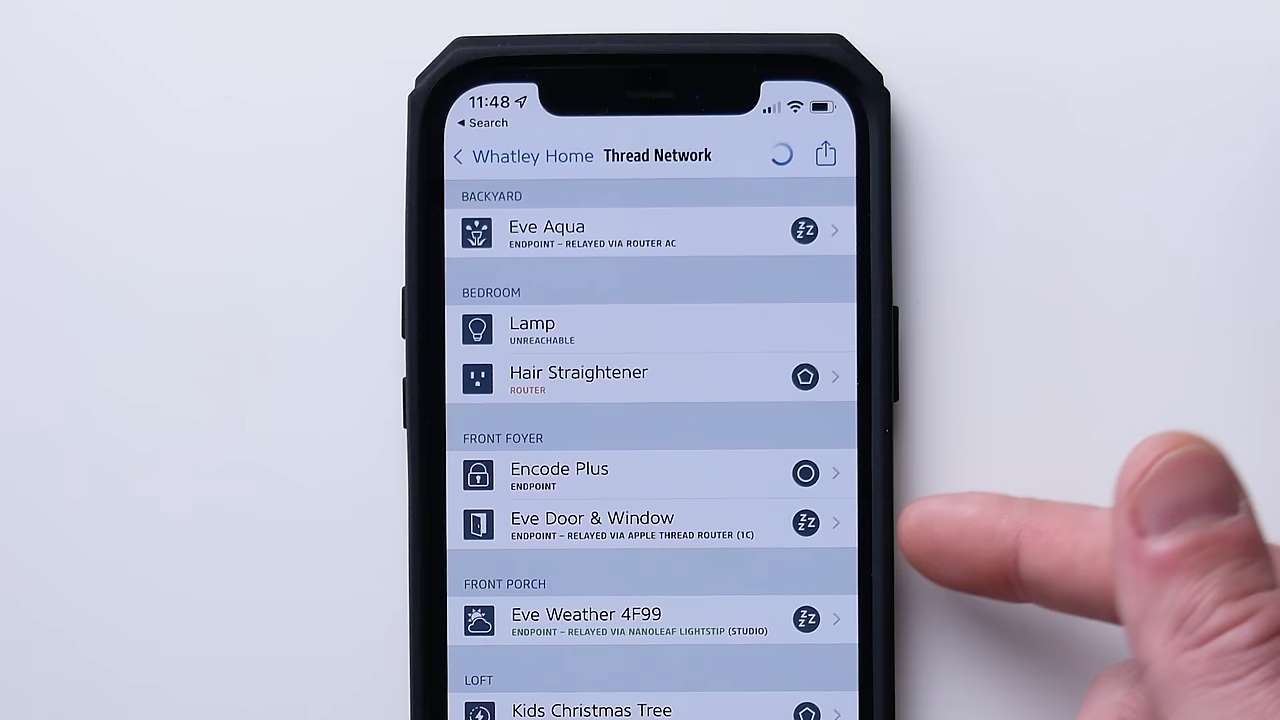 11:48
Search
Whatley Home Thread Network
BACKYARD
Eve Aqua
ENDPOINT – RELAYED VIA ROUTER AC
BEDROOM
Lamp
UNREACHABLE
Hair Straightener
ROUTER
FRONT FOYER
Encode Plus
ENDPOINT
Eve Door & Window
ENDPOINT – RELAYED VIA APPLE THREAD ROUTER (1C)
FRONT PORCH
Eve Weather 4F99
ENDPOINT – RELAYED VIA NANOLEAF LIGHTSTIP (STUDIO)
LOFT
Kids Christmas Tree